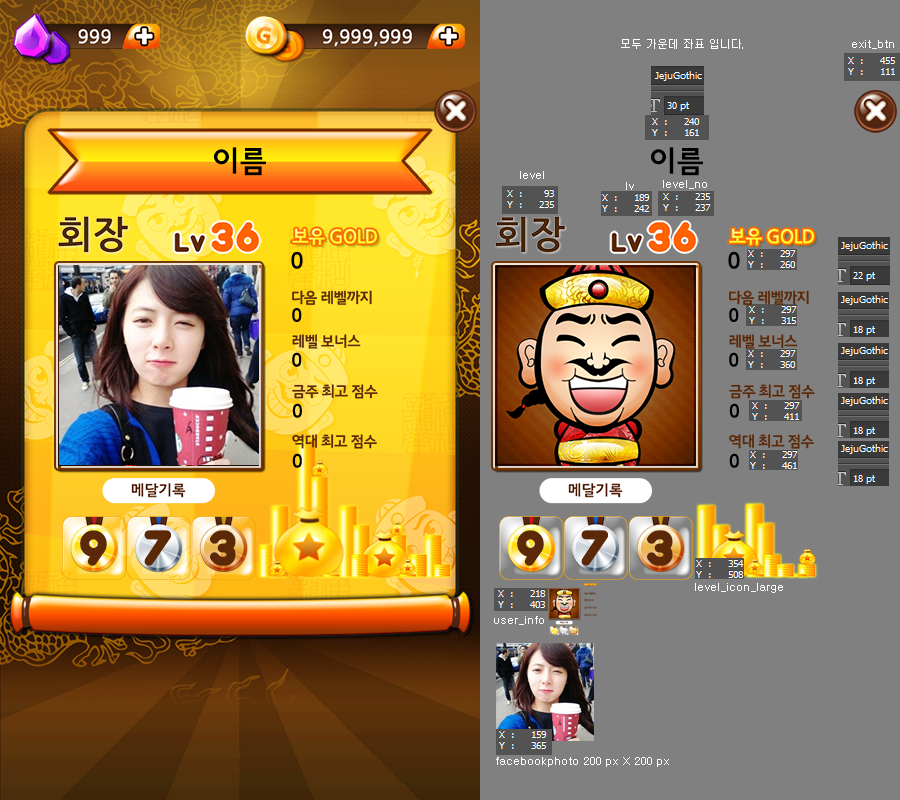 999
G
9,999,999
이름
회장
Lv 36
보유 GOLD
0
다음 레벨까지
0
레벨 보너스
0
금주 최고 점수
0
역대 최고 점수
0
메달기록
9
7
3
모두 가운데 좌표 입니다.
exit_btn
X : 455
Y : 111
JejuGothic
30 pt
X : 240
Y : 161
이름
level
X : 93
Y : 235
lv
X : 189
Y : 242
level_no
X : 235
Y : 237
회장
Lv 36
보유 GOLD
0
X : 297
Y : 260
JejuGothic
22 pt
다음 레벨까지
0
X : 297
Y : 315
JejuGothic
18 pt
레벨 보너스
0
X : 297
Y : 360
JejuGothic
18 pt
금주 최고 점수
0
X : 297
Y : 411
JejuGothic
18 pt
역대 최고 점수
0
X : 297
Y : 461
JejuGothic
18 pt
메달기록
9
7
3
X : 354
Y : 508
level_icon_large
X : 218
Y : 403
user_info
X : 159
Y : 365
facebookphoto 200 px X 200 px